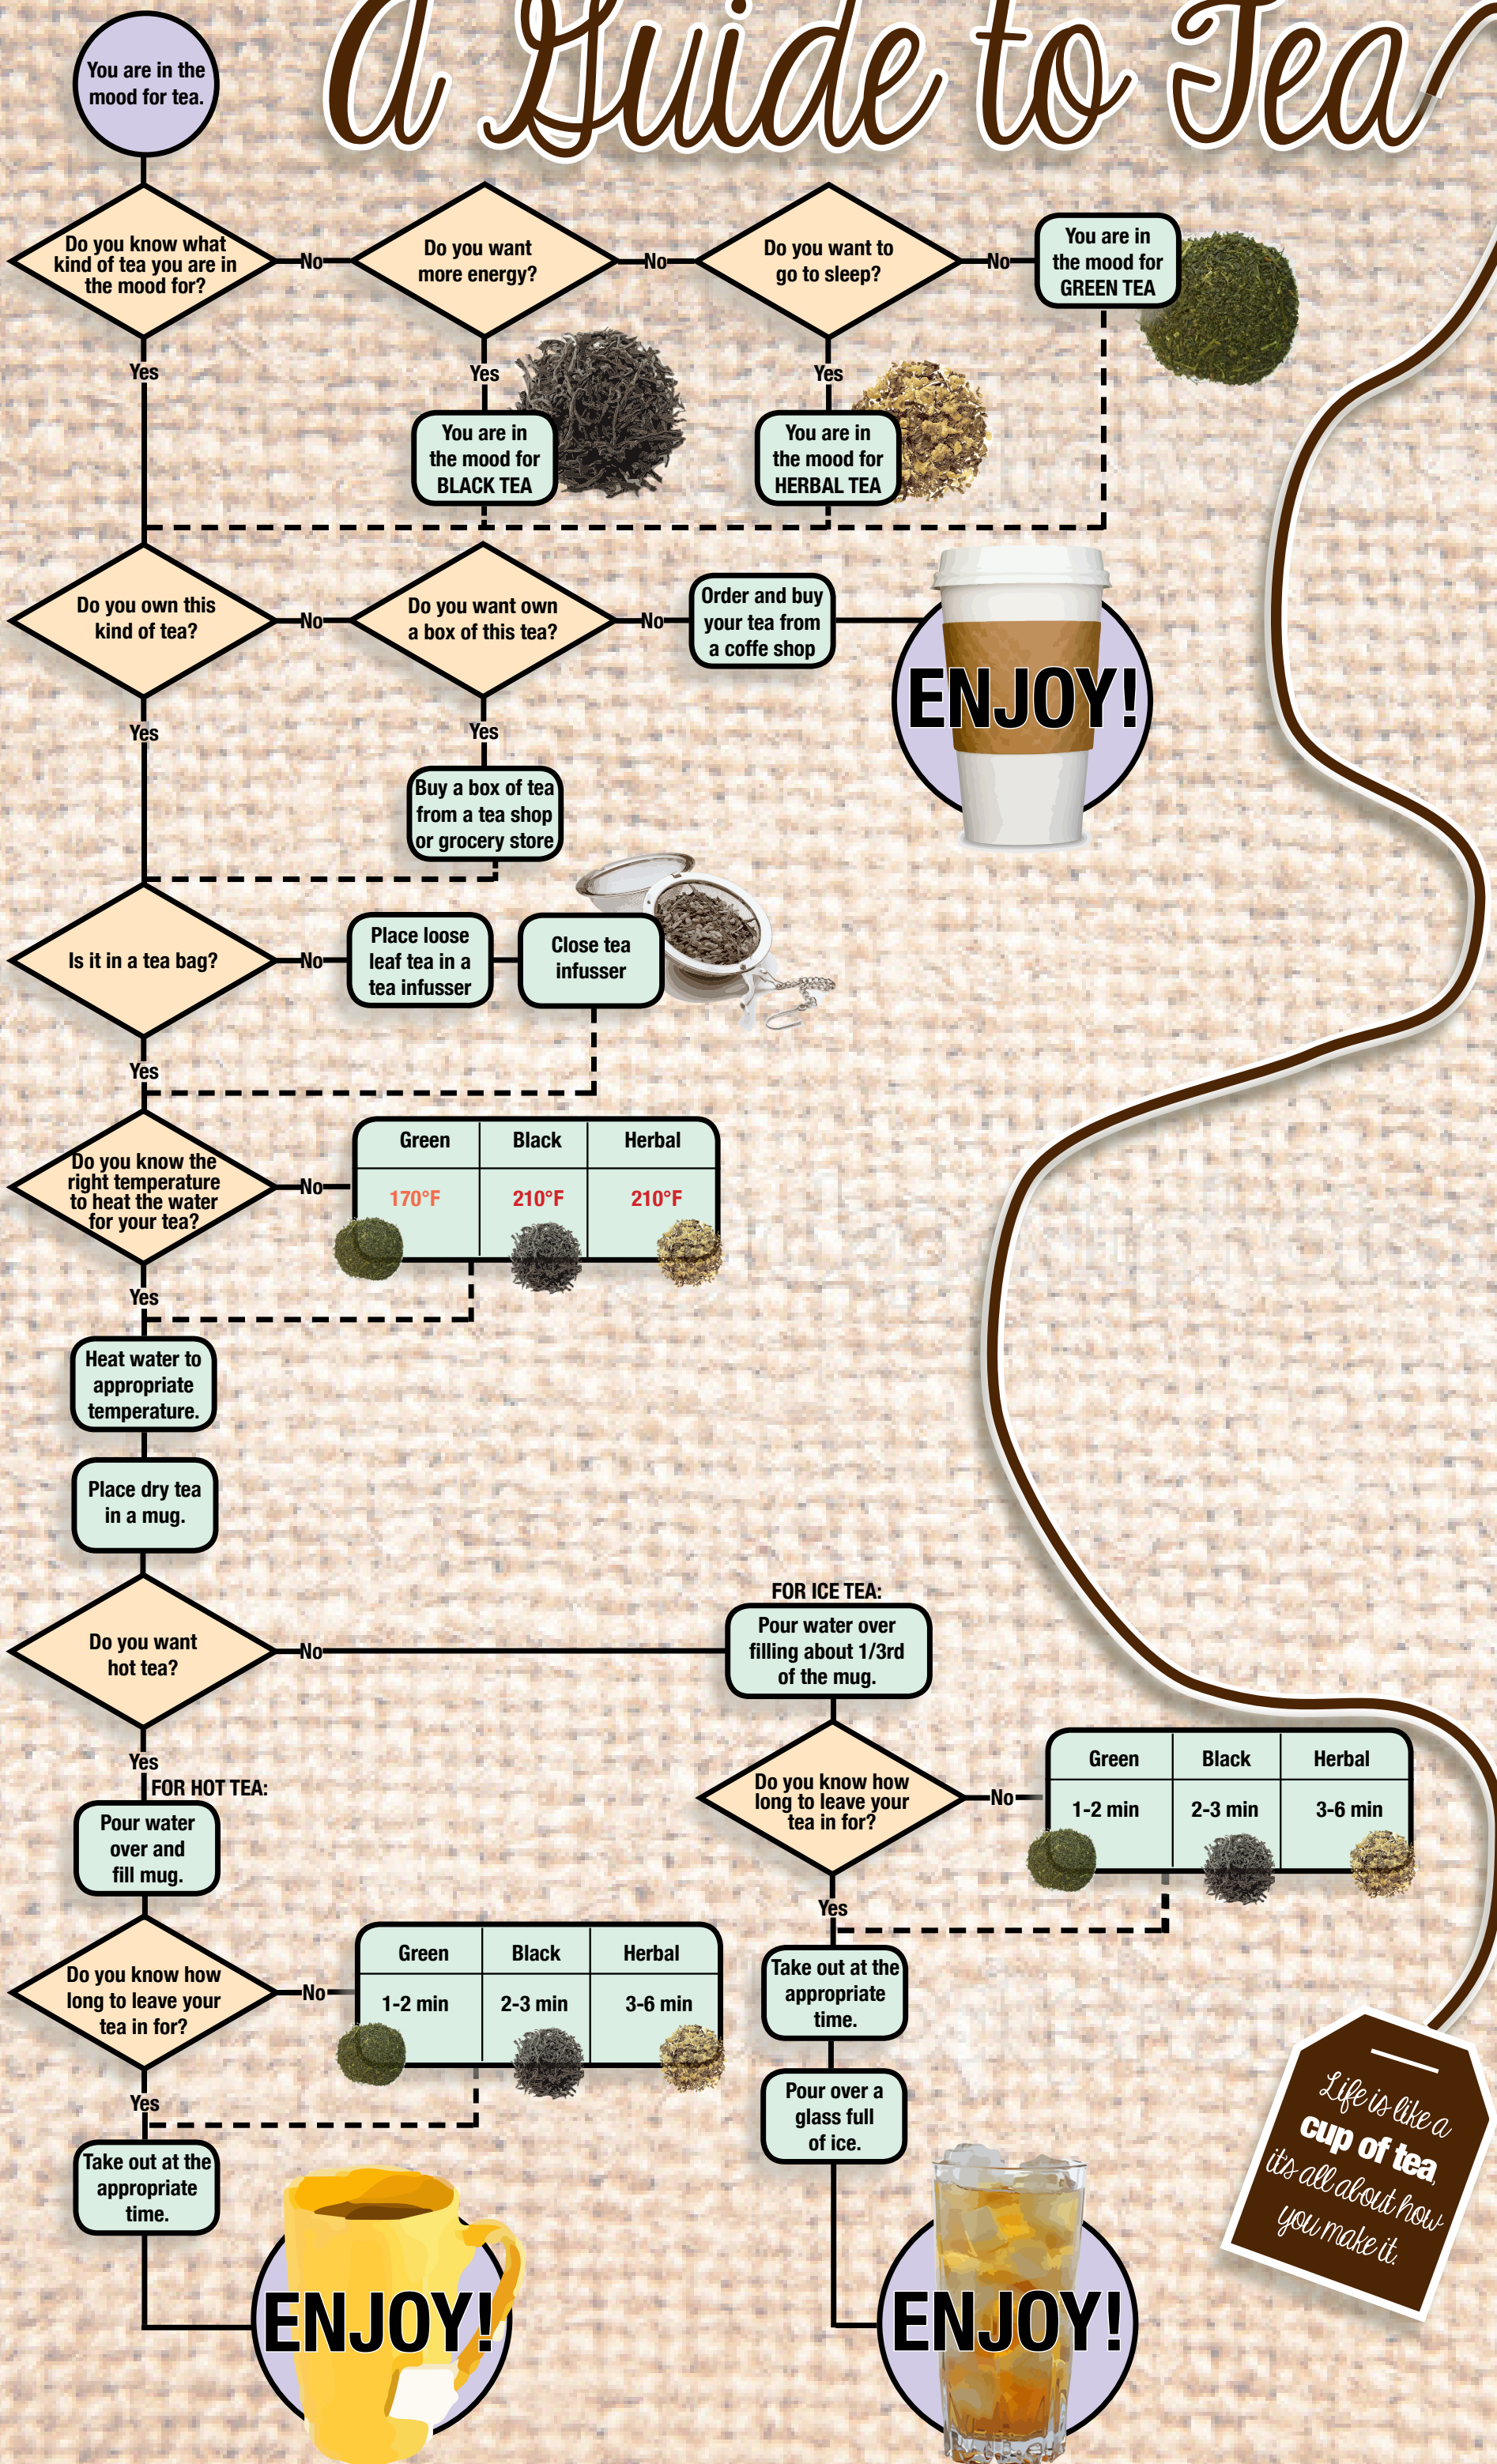 A Guide to Tea
You are in the
mood for tea.
Do you know what
kind of tea you are in
the mood for?
No
Do you want
more energy?
No
Do you want to
go to sleep?
No
You are in
the mood for
GREEN TEA
Yes
Yes
Yes
You are in
the mood for
BLACK TEA
You are in
the mood for
HERBAL TEA
Do you own this
kind of tea?
No
Do you want own
a box of this tea?
No
Order and buy
your tea from
a coffe shop
ENJOY!
Yes
Yes
Buy a box of tea
from a tea shop
or grocery store
Is it in a tea bag?
No
Place loose
leaf tea in a
tea infusser
Close tea
infusser
Yes
Do you know the
right temperature
to heat the water
for your tea?
No
Green Black Herbal
170°F 210°F 210°F
Yes
Heat water to
appropriate
temperature.
Place dry tea
in a mug.
Do you want
hot tea?
No
FOR ICE TEA:
Pour water over
filling about 1/3rd
of the mug.
Yes
FOR HOT TEA:
Pour water
over and
fill mug.
Do you know how
long to leave your
tea in for?
No
Green Black Herbal
1-2 min 2-3 min 3-6 min
Yes
Take out at the
appropriate
time.
Pour over a
glass full
of ice.
ENJOY!
Do you know how
long to leave your
tea in for?
No
Green Black Herbal
1-2 min 2-3 min 3-6 min
Yes
Take out at the
appropriate
time.
ENJOY!
Life is like a
cup of tea,
it's all about how
you make it.